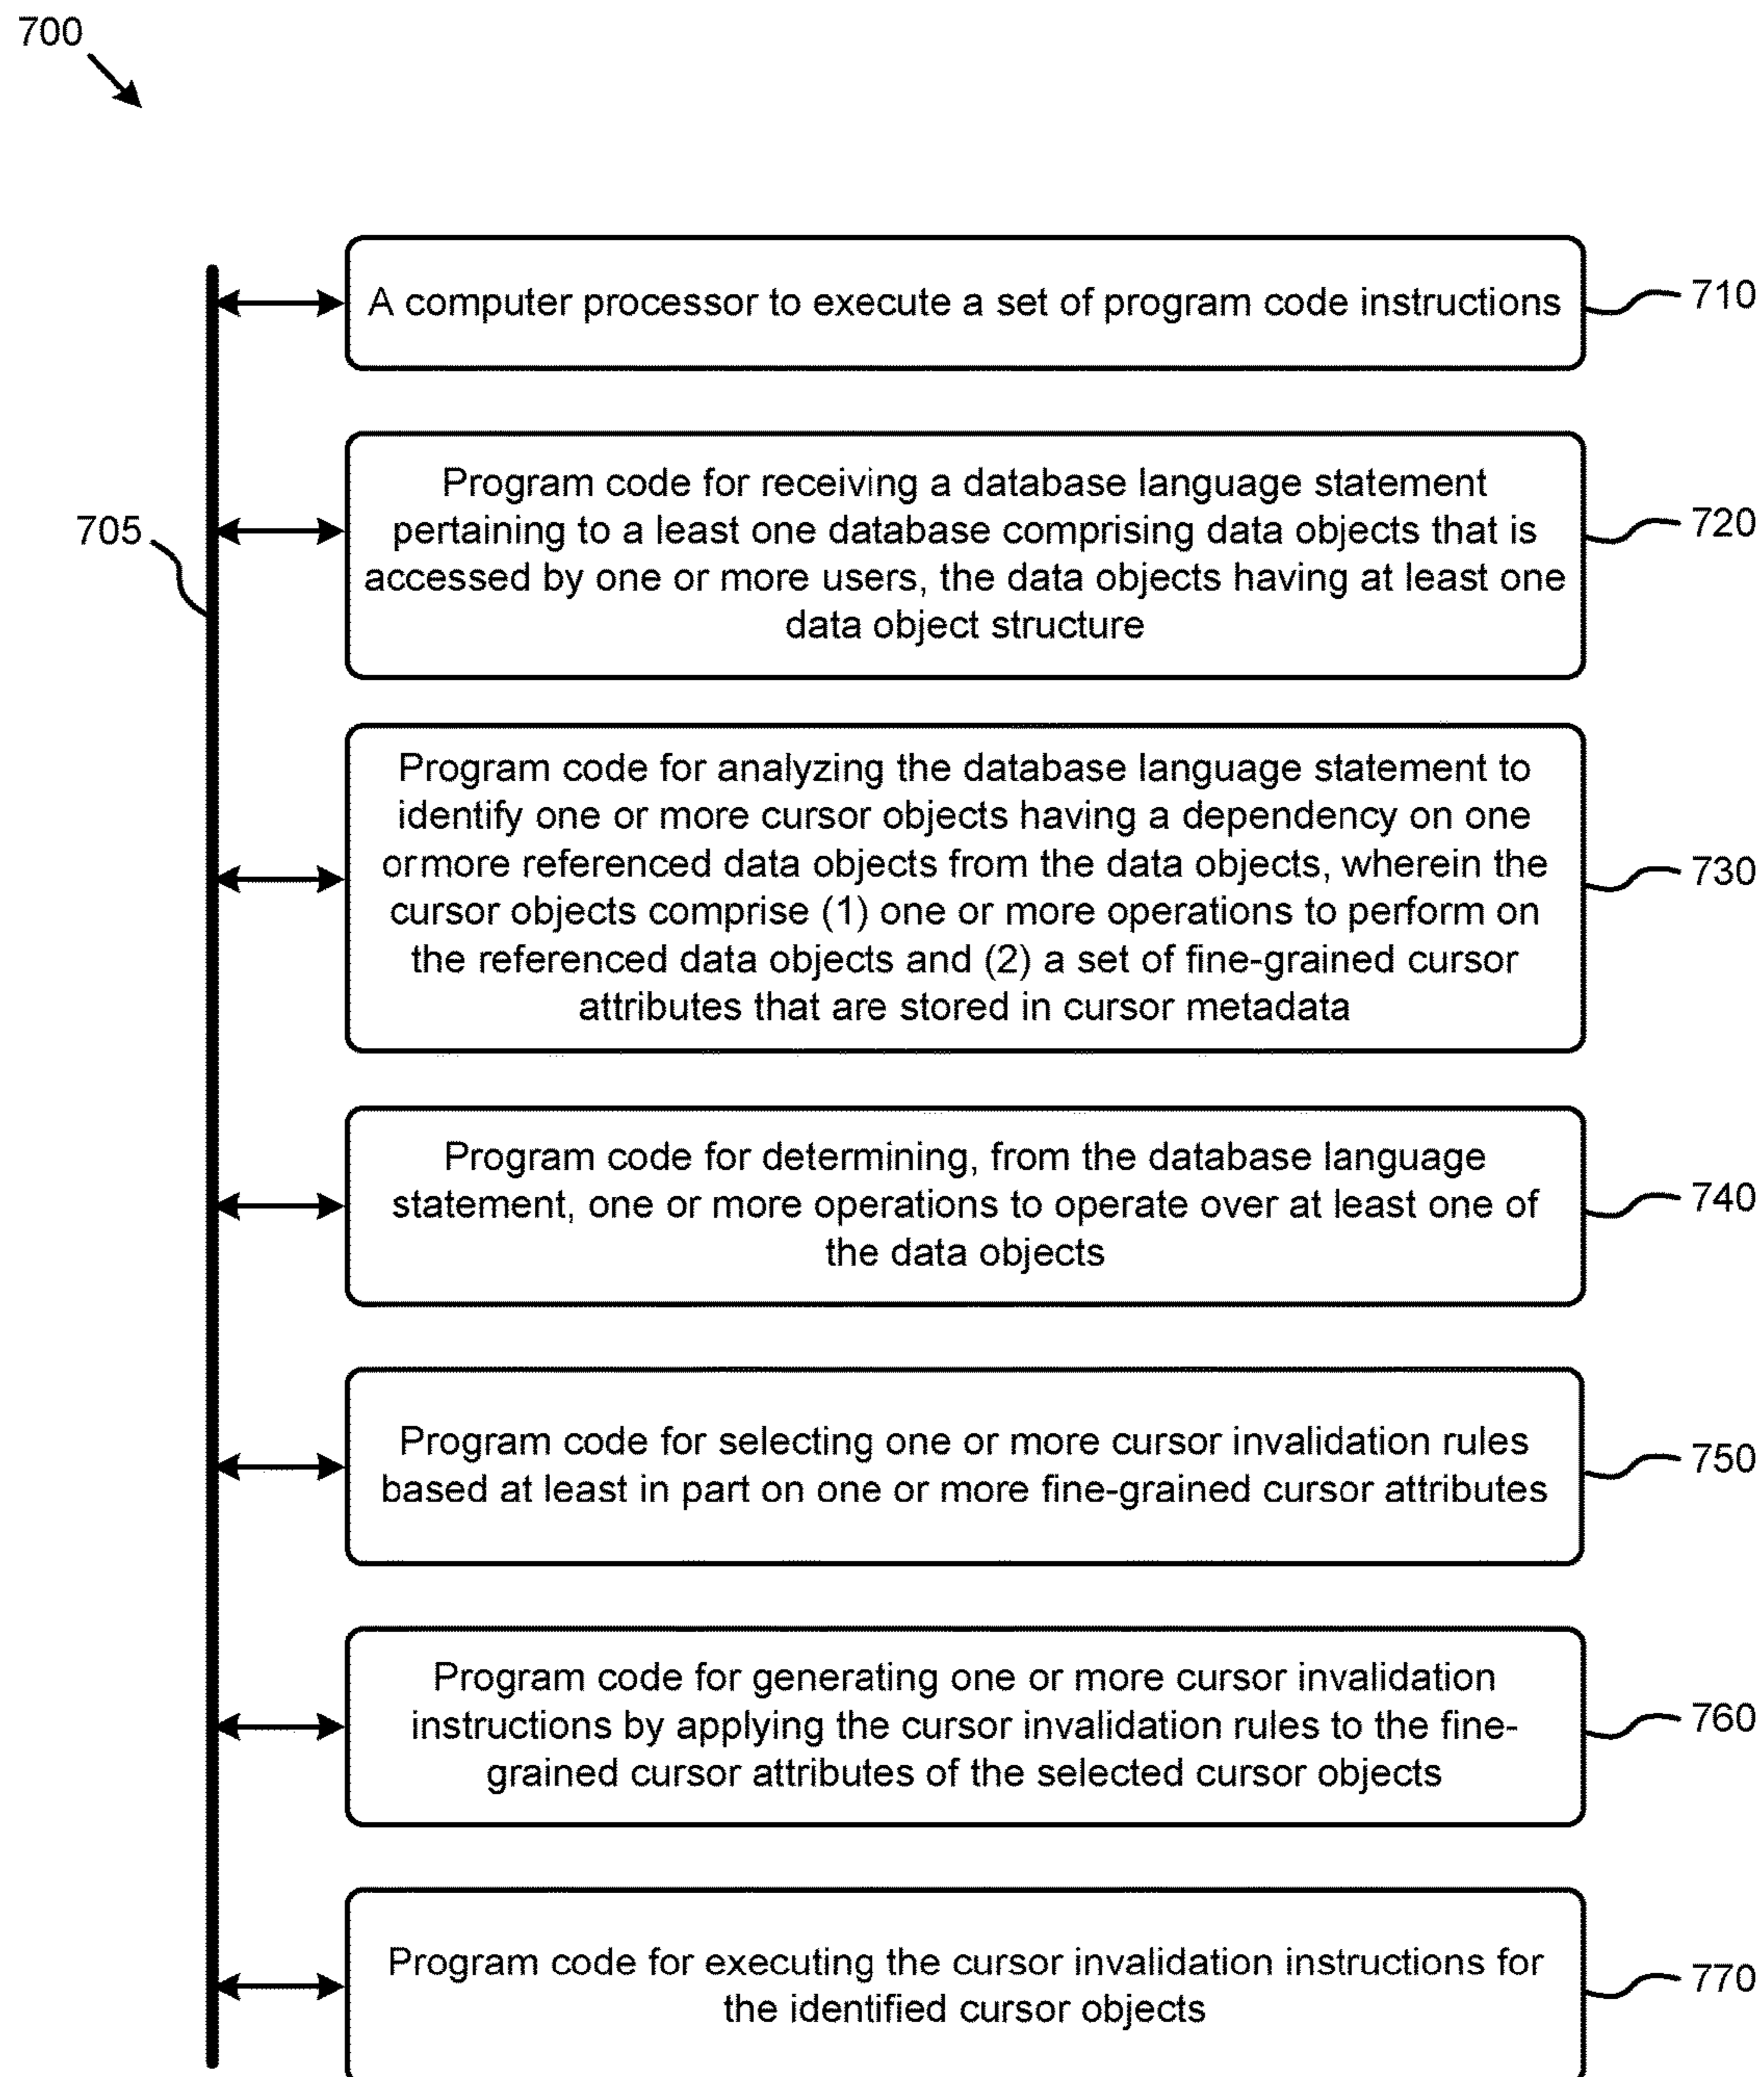 700
A computer processor to execute a set of program code instructions
710
Program code for receiving a database language statement
pertaining to a least one database comprising data objects that is
accessed by one or more users, the data objects having at least one
data object structure
720
705
Program code for analyzing the database language statement to
identify one or more cursor objects having a dependency on one
ormore referenced data objects from the data objects, wherein the
cursor objects comprise (1) one or more operations to perform on
the referenced data objects and (2) a set of fine-grained cursor
attributes that are stored in cursor metadata
730
Program code for determining, from the database language
statement, one or more operations to operate over at least one of
the data objects
740
Program code for selecting one or more cursor invalidation rules
based at least in part on one or more fine-grained cursor attributes
750
Program code for generating one or more cursor invalidation
instructions by applying the cursor invalidation rules to the fine-
grained cursor attributes of the selected cursor objects
760
Program code for executing the cursor invalidation instructions for
the identified cursor objects
770